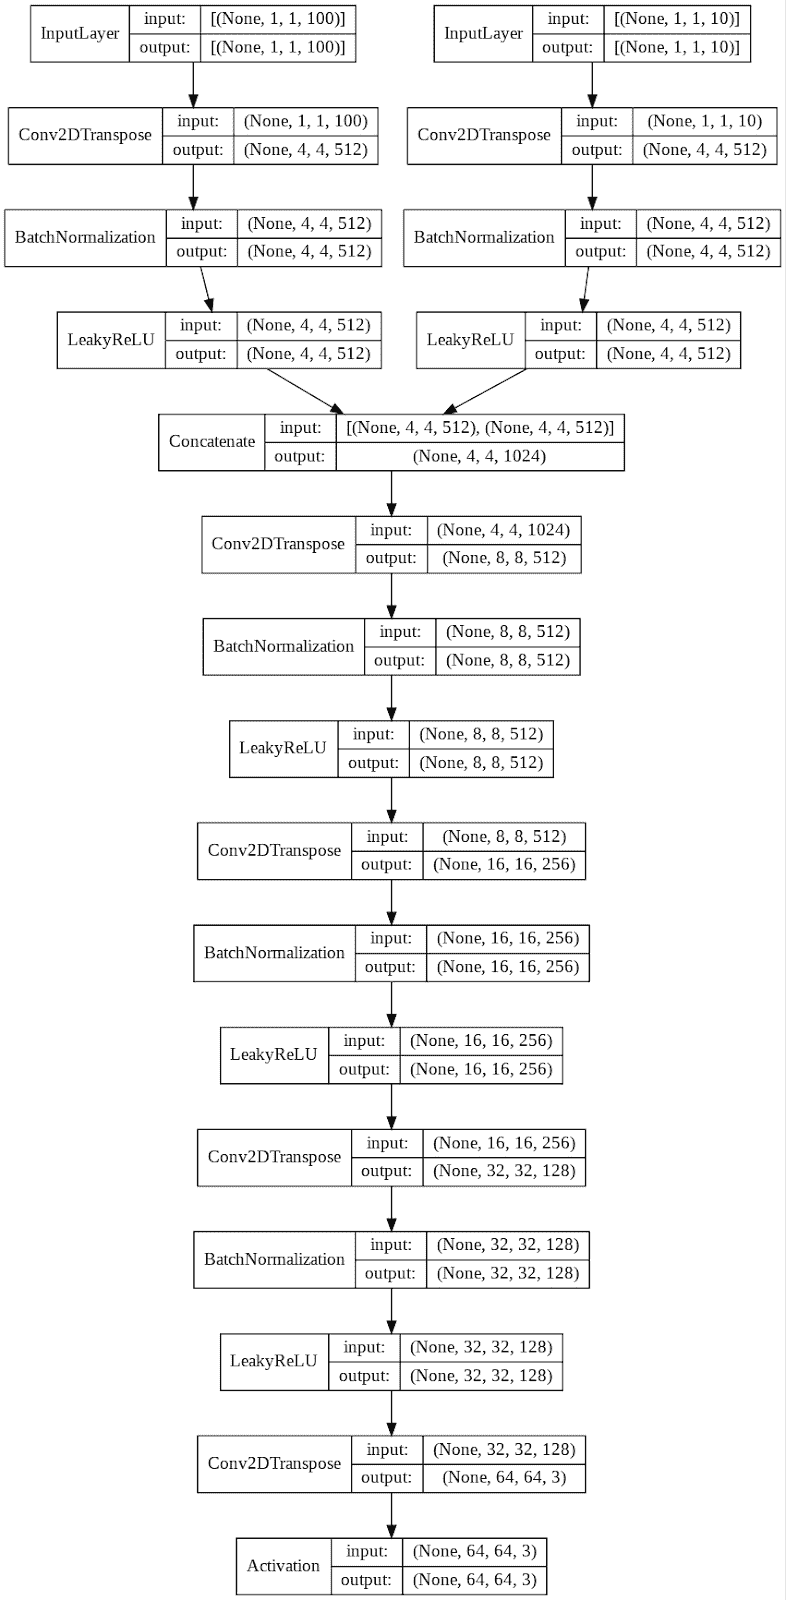 InputLayer input: [(None, 1, 1, 100)]
output: [(None, 1, 1, 100)]
InputLayer input: [(None, 1, 1, 10)]
output: [(None, 1, 1, 10)]
Conv2DTranspose input: (None, 1, 1, 100)
output: (None, 4, 4, 512)
Conv2DTranspose input: (None, 1, 1, 10)
output: (None, 4, 4, 512)
BatchNormalization input: (None, 4, 4, 512)
output: (None, 4, 4, 512)
BatchNormalization input: (None, 4, 4, 512)
output: (None, 4, 4, 512)
LeakyReLU input: (None, 4, 4, 512)
output: (None, 4, 4, 512)
LeakyReLU input: (None, 4, 4, 512)
output: (None, 4, 4, 512)
Concatenate input: [(None, 4, 4, 512), (None, 4, 4, 512)]
output: (None, 4, 4, 1024)
Conv2DTranspose input: (None, 4, 4, 1024)
output: (None, 8, 8, 512)
BatchNormalization input: (None, 8, 8, 512)
output: (None, 8, 8, 512)
LeakyReLU input: (None, 8, 8, 512)
output: (None, 8, 8, 512)
Conv2DTranspose input: (None, 8, 8, 512)
output: (None, 16, 16, 256)
BatchNormalization input: (None, 16, 16, 256)
output: (None, 16, 16, 256)
LeakyReLU input: (None, 16, 16, 256)
output: (None, 16, 16, 256)
Conv2DTranspose input: (None, 16, 16, 256)
output: (None, 32, 32, 128)
BatchNormalization input: (None, 32, 32, 128)
output: (None, 32, 32, 128)
LeakyReLU input: (None, 32, 32, 128)
output: (None, 32, 32, 128)
Conv2DTranspose input: (None, 32, 32, 128)
output: (None, 64, 64, 3)
Activation input: (None, 64, 64, 3)
output: (None, 64, 64, 3)